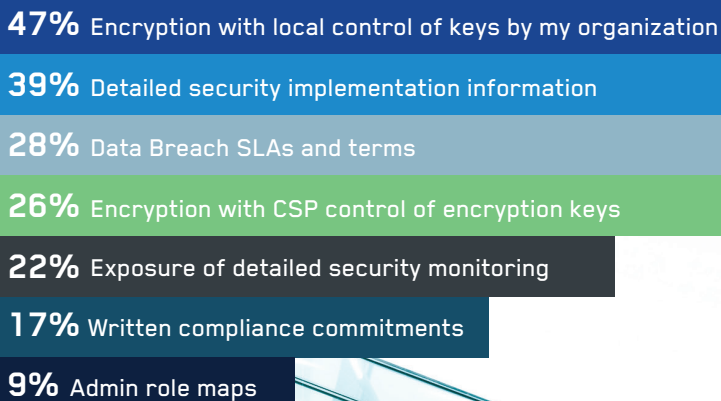 47% Encryption with local control of keys by my organization
39% Detailed security implementation information
28% Data Breach SLAs and terms
26% Encryption with CSP control of encryption keys
22% Exposure of detailed security monitoring
17% Written compliance commitments
9% Admin role maps